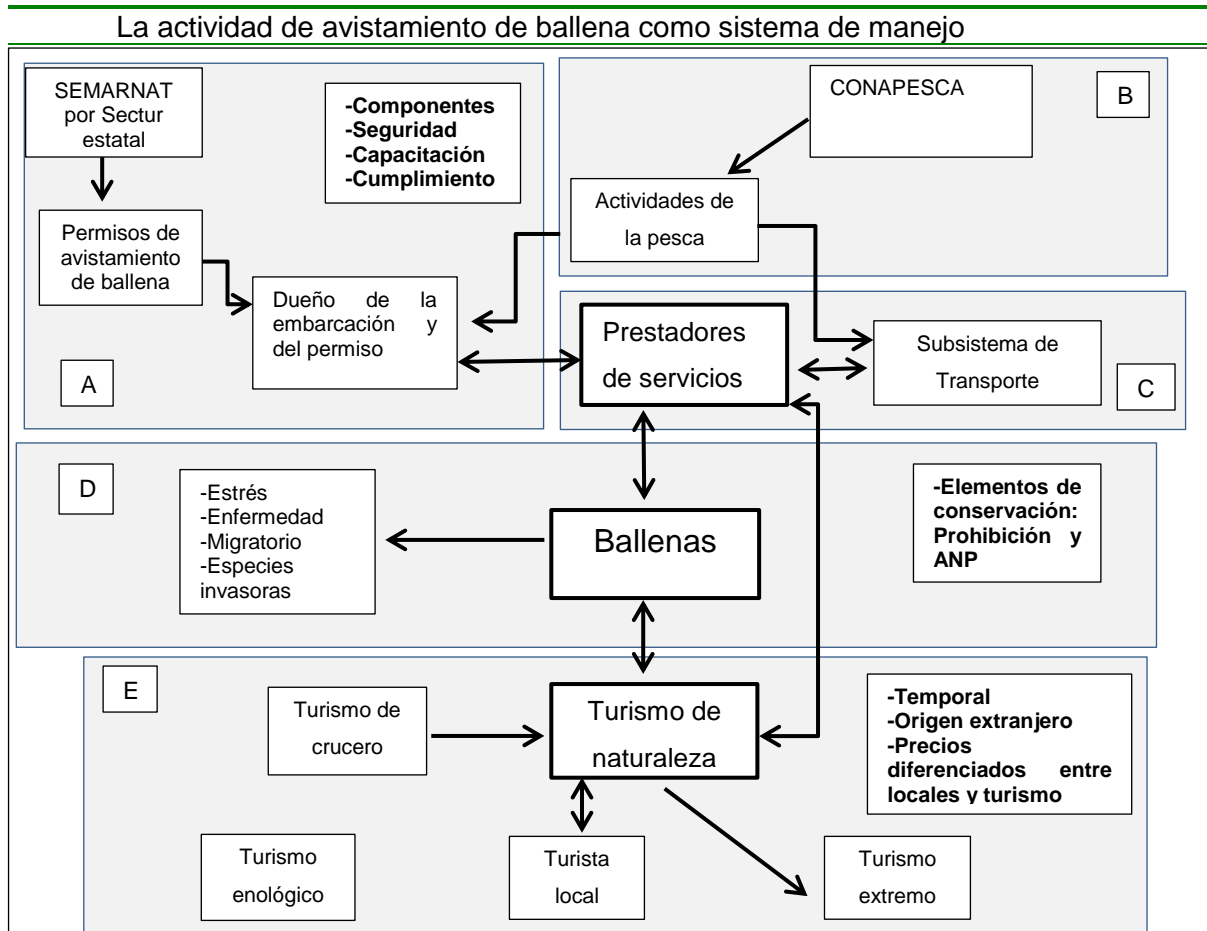 La actividad de avistamiento de ballena como sistema de manejo
SEMARNAT
por Sectur
estatal
-Componentes
-Seguridad
-Capacitación
-Cumplimiento
CONAPESCA
B
Permisos de
avistamiento
de ballena
Actividades de
la pesca
Dueño de la
embarcación y
del permiso
A
Prestadores
de servicios
Subsistema de
Transporte
C
D
-Estrés
-Enfermedad
-Migratorio
-Especies
invasoras
Ballenas
-Elementos de
conservación:
Prohibición y
ANP
E
Turismo de
crucero
Turismo de
naturaleza
-Temporal
-Origen extranjero
-Precios
diferenciados entre
locales y turismo
Turismo
enológico
Turista
local
Turismo
extremo